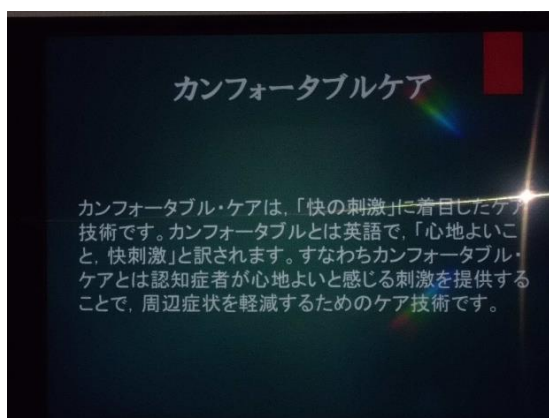 カンフォータブルケア
カンフォータブル・ケアは,「快の刺激」に着目したケア
技術です。カンフォータブルとは英語で,「心地よいこ
と,快刺激」と訳されます。すなわちカンフォータブル・
ケアとは認知症者が心地よいと感じる刺激を提供する
ことで,周辺症状を軽減するためのケア技術です。